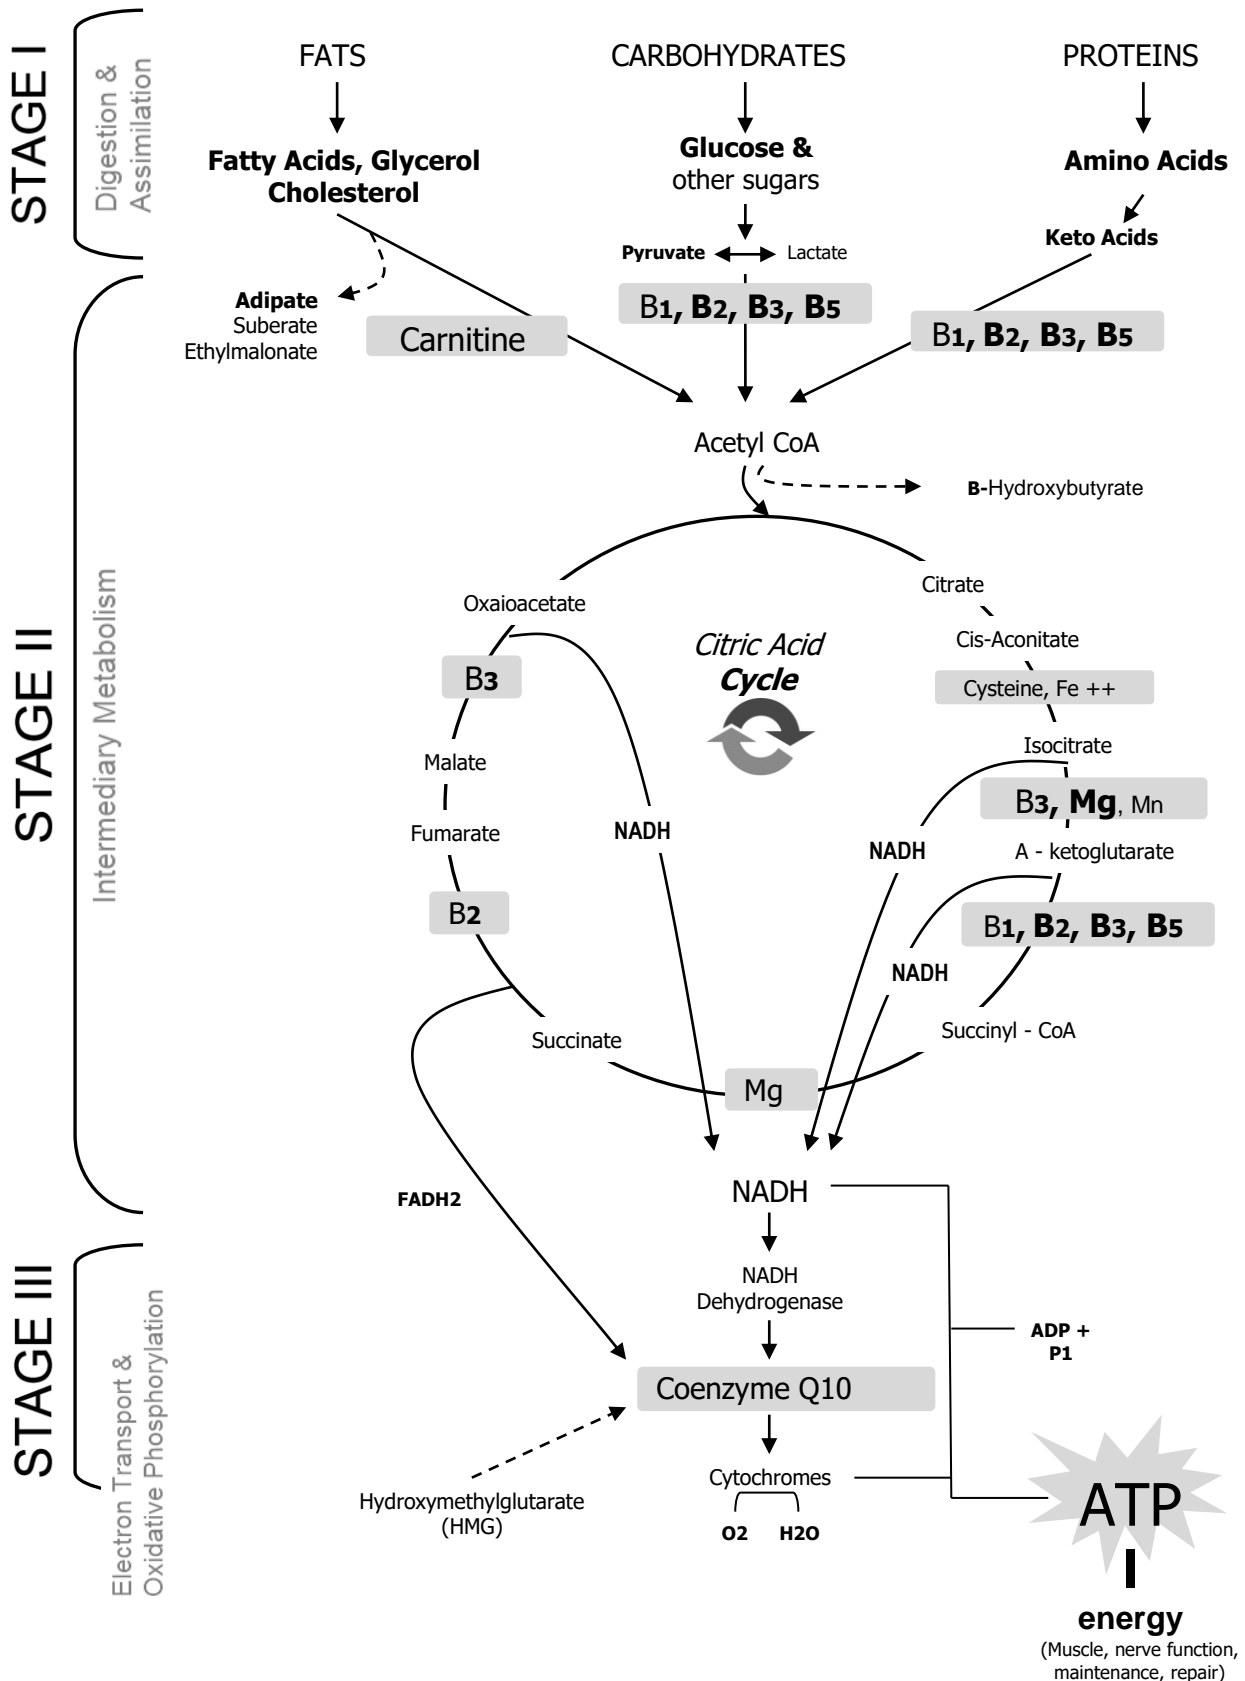 STAGE I
Digestion &
Assimilation
FATS
CARBOHYDRATES
PROTEINS
Fatty Acids, Glycerol
Cholesterol
Glucose &
other sugars
Amino Acids
Pyruvate
Lactate
Keto Acids
STAGE II
Intermediary Metabolism
Adipate
Suberate
Ethylmalonate
Carnitine
B1, B2, B3, B5
B1, B2, B3, B5
Acetyl CoA
B-Hydroxybutyrate
Citrate
Oxaioacetate
Cis-Aconitate
Citric Acid
Cycle
B3
Cysteine, Fe ++
Isocitrate
Malate
B3, Mg, Mn
NADH
Fumarate
NADH
A - ketoglutarate
B2
B1, B2, B3, B5
NADH
Succinate
Succinyl - CoA
Mg
FADH2
NADH
STAGE III
Electron Transport &
Oxidative Phosphorylation
NADH
Dehydrogenase
ADP +
P1
Coenzyme Q10
Cytochromes
Hydroxymethylglutarate
(HMG)
O2
H2O
ATP
energy
(Muscle, nerve function,
maintenance, repair)